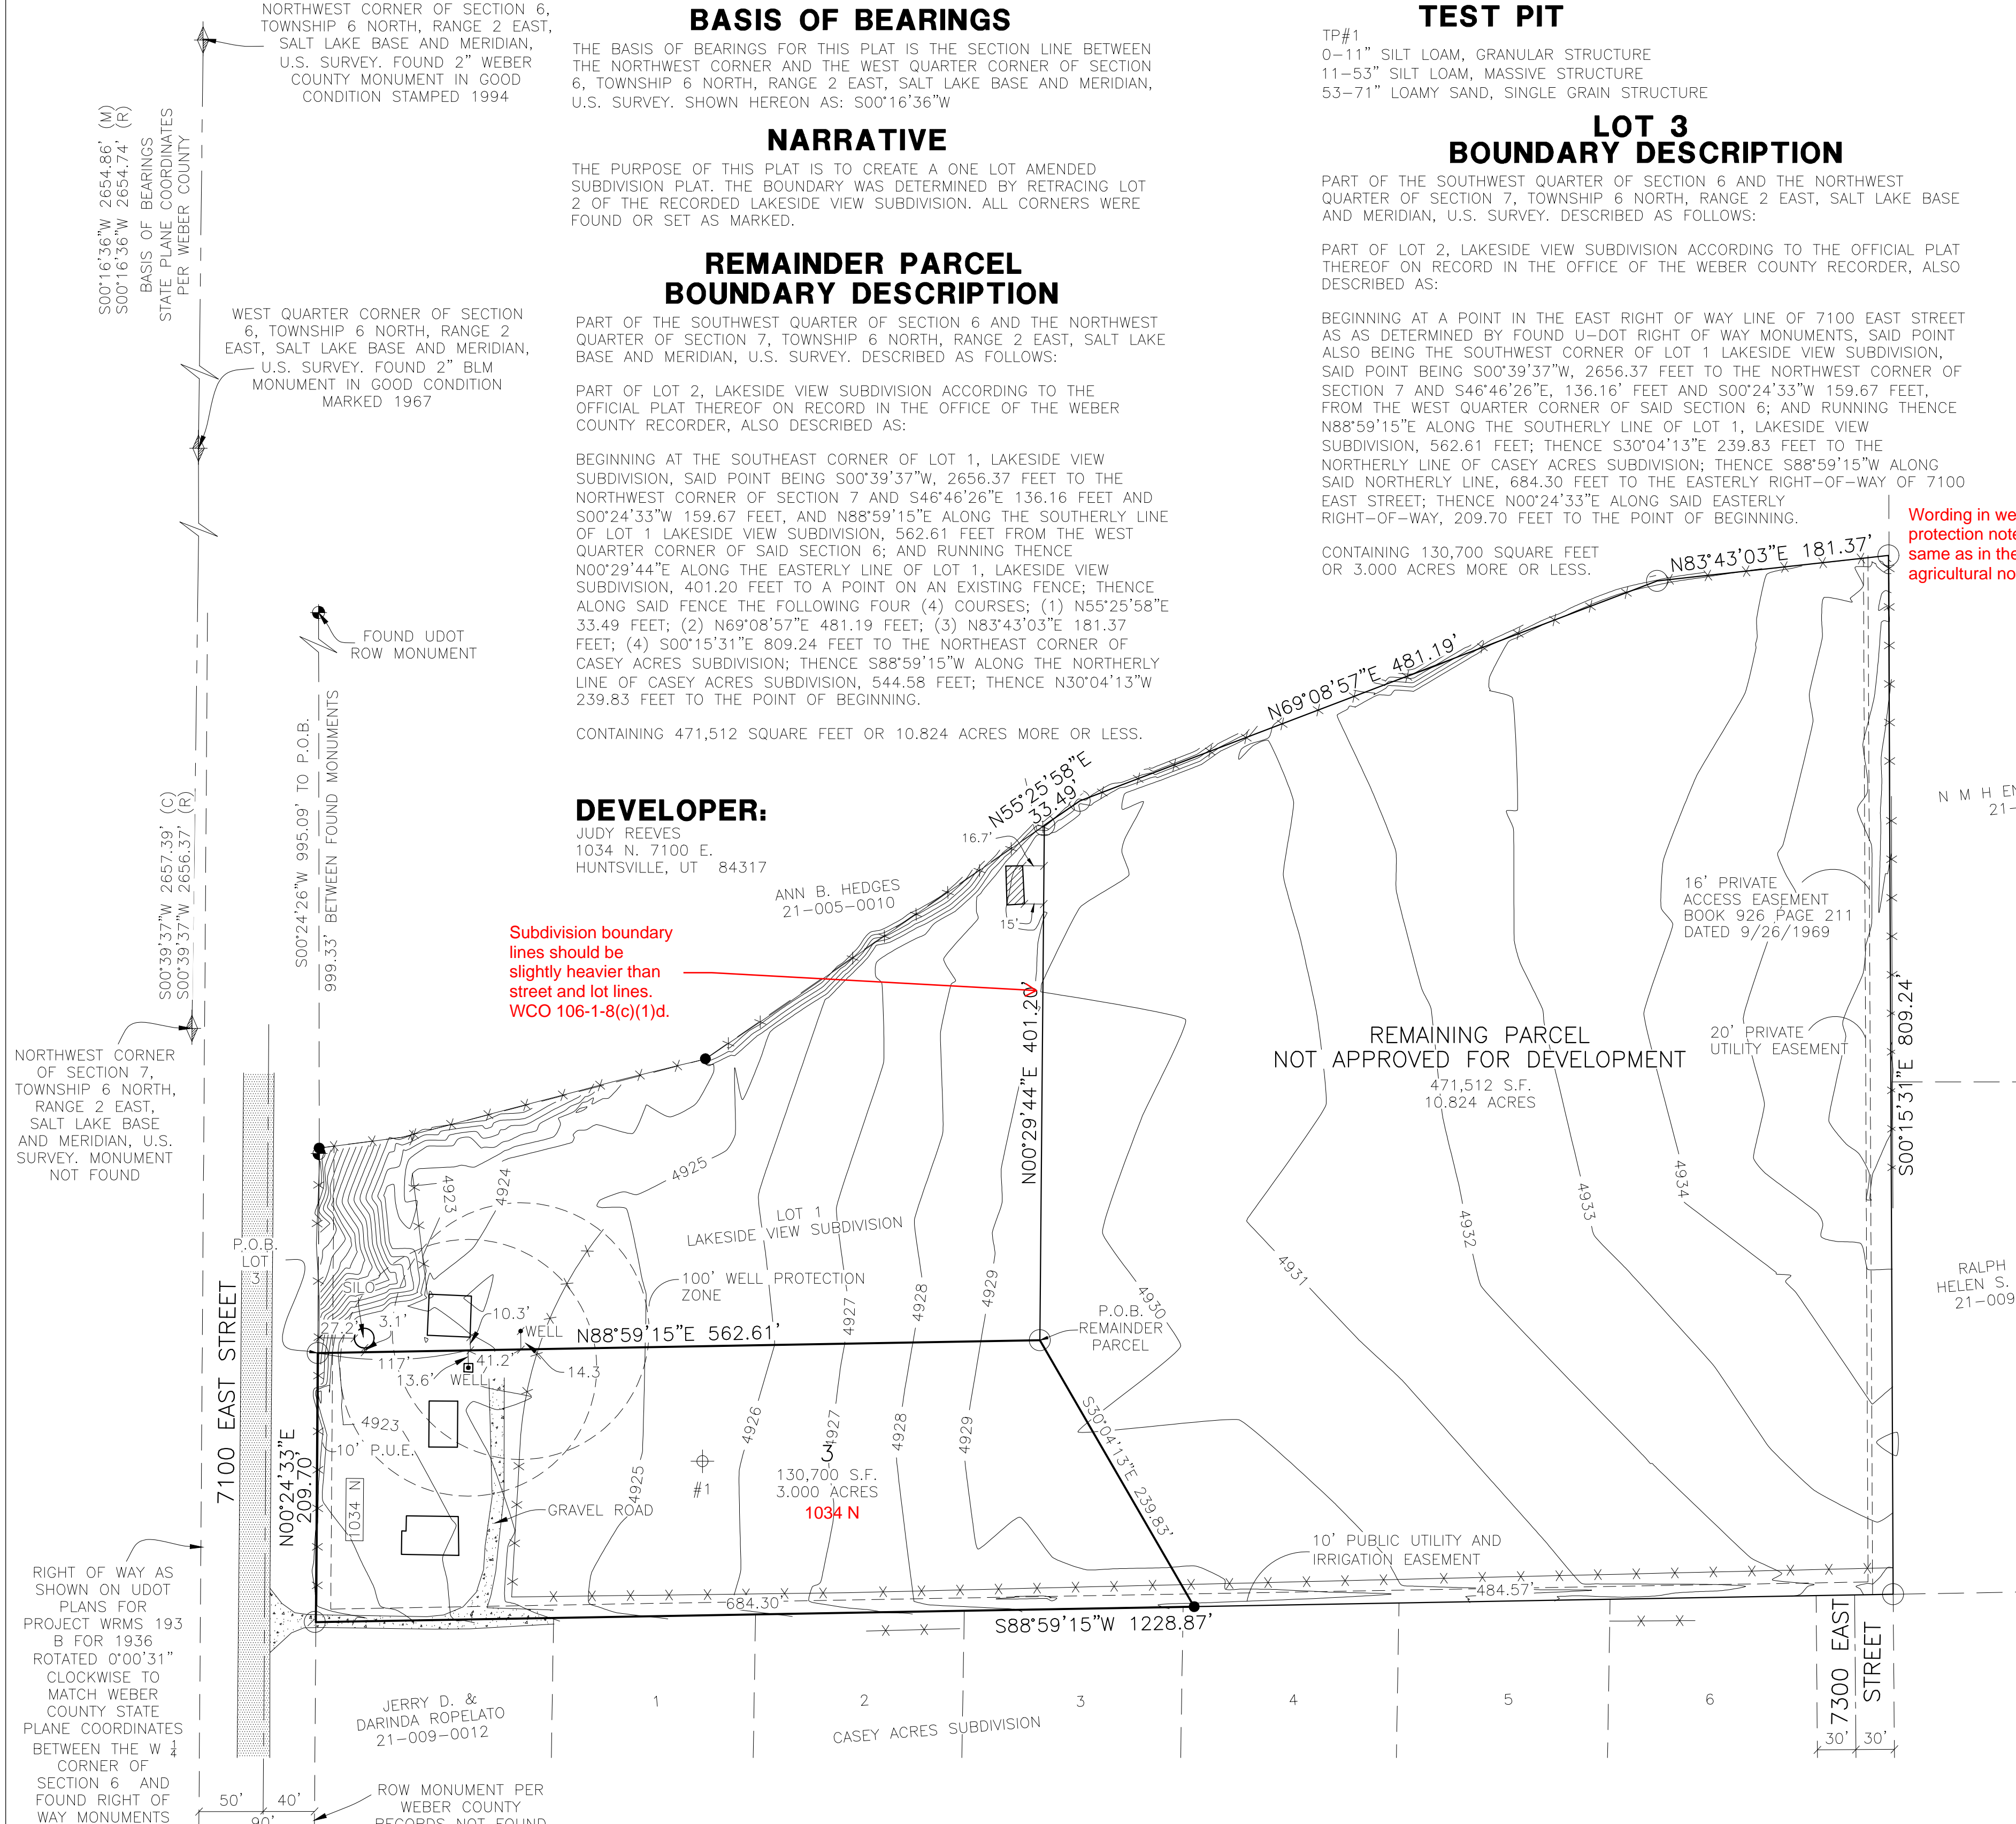 NORTHWEST CORNER OF SECTION 6,
TOWNSHIP 6 NORTH, RANGE 2 EAST,
SALT LAKE BASE AND MERIDIAN,
U.S. SURVEY. FOUND 2" WEBER
COUNTY MONUMENT IN GOOD
CONDITION STAMPED 1994
S00°16'36"W 2654.86' (M)
S00°16'36"W 2654.74' (R)
BASIS OF BEARINGS
STATE PLANE COORDINATES
PER WEBER COUNTY
WEST QUARTER CORNER OF SECTION
6, TOWNSHIP 6 NORTH, RANGE 2
EAST, SALT LAKE BASE AND MERIDIAN,
U.S. SURVEY. FOUND 2" BLM
MONUMENT IN GOOD CONDITION
MARKED 1967
BASIS OF BEARINGS
THE BASIS OF BEARINGS FOR THIS PLAT IS THE SECTION LINE BETWEEN
THE NORTHWEST CORNER AND THE WEST QUARTER CORNER OF SECTION
6, TOWNSHIP 6 NORTH, RANGE 2 EAST, SALT LAKE BASE AND MERIDIAN,
U.S. SURVEY. SHOWN HEREON AS: S00°16'36"W
NARRATIVE
THE PURPOSE OF THIS PLAT IS TO CREATE A ONE LOT AMENDED
SUBDIVISION PLAT. THE BOUNDARY WAS DETERMINED BY RETRACING LOT
2 OF THE RECORDED LAKESIDE VIEW SUBDIVISION. ALL CORNERS WERE
FOUND OR SET AS MARKED.
REMAINDER PARCEL
BOUNDARY DESCRIPTION
PART OF THE SOUTHWEST QUARTER OF SECTION 6 AND THE NORTHWEST
QUARTER OF SECTION 7, TOWNSHIP 6 NORTH, RANGE 2 EAST, SALT LAKE
BASE AND MERIDIAN, U.S. SURVEY. DESCRIBED AS FOLLOWS:
PART OF LOT 2, LAKESIDE VIEW SUBDIVISION ACCORDING TO THE
OFFICIAL PLAT THEREOF ON RECORD IN THE OFFICE OF THE WEBER
COUNTY RECORDER, ALSO DESCRIBED AS:
BEGINNING AT THE SOUTHEAST CORNER OF LOT 1, LAKESIDE VIEW
SUBDIVISION, SAID POINT BEING S00°39'37"W, 2656.37 FEET TO THE
NORTHWEST CORNER OF SECTION 7 AND S46°46'26"E 136.16 FEET AND
S00°24'33"W 159.67 FEET, AND N88°59'15"E ALONG THE SOUTHERLY LINE
OF LOT 1 LAKESIDE VIEW SUBDIVISION, 562.61 FEET FROM THE WEST
QUARTER CORNER OF SAID SECTION 6; AND RUNNING THENCE
N00°29'44"E ALONG THE EASTERLY LINE OF LOT 1, LAKESIDE VIEW
SUBDIVISION, 401.20 FEET TO A POINT ON AN EXISTING FENCE; THENCE
ALONG SAID FENCE THE FOLLOWING FOUR (4) COURSES; (1) N55°25'58"E
33.49 FEET; (2) N69°08'57"E 481.19 FEET; (3) N83°43'03"E 181.37
FEET; (4) S00°15'31"E 809.24 FEET TO THE NORTHEAST CORNER OF
CASEY ACRES SUBDIVISION; THENCE S88°59'15"W ALONG THE NORTHERLY
LINE OF CASEY ACRES SUBDIVISION, 544.58 FEET; THENCE N30°04'13"W
239.83 FEET TO THE POINT OF BEGINNING.
CONTAINING 471,512 SQUARE FEET OR 10.824 ACRES MORE OR LESS.
DEVELOPER:
JUDY REEVES
1034 N. 7100 E.
HUNTSVILLE, UT 84317
TEST PIT
TP#1
0-11" SILT LOAM, GRANULAR STRUCTURE
11-53" SILT LOAM, MASSIVE STRUCTURE
53-71" LOAMY SAND, SINGLE GRAIN STRUCTURE
LOT 3
BOUNDARY DESCRIPTION
PART OF THE SOUTHWEST QUARTER OF SECTION 6 AND THE NORTHWEST
QUARTER OF SECTION 7, TOWNSHIP 6 NORTH, RANGE 2 EAST, SALT LAKE BASE
AND MERIDIAN, U.S. SURVEY. DESCRIBED AS FOLLOWS:
PART OF LOT 2, LAKESIDE VIEW SUBDIVISION ACCORDING TO THE OFFICIAL PLAT
THEREOF ON RECORD IN THE OFFICE OF THE WEBER COUNTY RECORDER, ALSO
DESCRIBED AS:
BEGINNING AT A POINT IN THE EAST RIGHT OF WAY LINE OF 7100 EAST STREET
AS AS DETERMINED BY FOUND U-DOT RIGHT OF WAY MONUMENTS, SAID POINT
ALSO BEING THE SOUTHWEST CORNER OF LOT 1 LAKESIDE VIEW SUBDIVISION,
SAID POINT BEING S00°39'37"W, 2656.37 FEET TO THE NORTHWEST CORNER OF
SECTION 7 AND S46°46'26"E, 136.16' FEET AND S00°24'33"W 159.67 FEET,
FROM THE WEST QUARTER CORNER OF SAID SECTION 6; AND RUNNING THENCE
N88°59'15"E ALONG THE SOUTHERLY LINE OF LOT 1, LAKESIDE VIEW
SUBDIVISION, 562.61 FEET; THENCE S30°04'13"E 239.83 FEET TO THE
NORTHERLY LINE OF CASEY ACRES SUBDIVISION; THENCE S88°59'15"W ALONG
SAID NORTHERLY LINE, 684.30 FEET TO THE EASTERLY RIGHT-OF-WAY OF 7100
EAST STREET; THENCE N00°24'33"E ALONG SAID EASTERLY
RIGHT-OF-WAY, 209.70 FEET TO THE POINT OF BEGINNING.
CONTAINING 130,700 SQUARE FEET
OR 3.000 ACRES MORE OR LESS.
Wording in we
protection note
same as in the
agricultural no
FOUND UDOT
ROW MONUMENT
S00°39'37"W 2657.39' (C)
S00°39'37"W 2656.37' (R)
S00°24'26"W 995.09' TO P.O.B.
999.33' BETWEEN FOUND MONUMENTS
NORTHWEST CORNER
OF SECTION 7,
TOWNSHIP 6 NORTH,
RANGE 2 EAST,
SALT LAKE BASE
AND MERIDIAN, U.S.
SURVEY. MONUMENT
NOT FOUND
Subdivision boundary
lines should be
slightly heavier than
street and lot lines.
WCO 106-1-8(c)(1)d.
ANN B. HEDGES
21-005-0010
N55°25'58"E
33.49'
N69°08'57"E 481.19'
N83°43'03"E 181.37'
16.7'
15'
N00°29'44"E 401.20'
REMAINING PARCEL
NOT APPROVED FOR DEVELOPMENT
471,512 S.F.
10.824 ACRES
16' PRIVATE
ACCESS EASEMENT
BOOK 926 PAGE 211
DATED 9/26/1969
20' PRIVATE
UTILITY EASEMENT
S00°15'31"E 809.24'
N M H EN
21-
RALPH
HELEN S.
21-009
4923
4924
4925
LOT 1
LAKESIDE VIEW SUBDIVISION
4927
4928
4929
4930
4931
4932
4933
4934
P.O.B.
LOT
3
SILO
27.2'
3.1'
117'
10.3'
WELL
41.2'
13.6'
WELL
14.3
100' WELL PROTECTION
ZONE
N88°59'15"E 562.61'
P.O.B.
REMAINDER
PARCEL
7100 EAST STREET
N00°24'33"E
209.70'
4923
10' P.U.E.
1034 N
GRAVEL ROAD
#1
4925
4926
4927
4928
4929
3
130,700 S.F.
3.000 ACRES
1034 N
S30°04'13"E 239.83'
10' PUBLIC UTILITY AND
IRRIGATION EASEMENT
684.30'
484.57'
S88°59'15"W 1228.87'
RIGHT OF WAY AS
SHOWN ON UDOT
PLANS FOR
PROJECT WRMS 193
B FOR 1936
ROTATED 0°00'31"
CLOCKWISE TO
MATCH WEBER
COUNTY STATE
PLANE COORDINATES
BETWEEN THE W 1/4
CORNER OF
SECTION 6 AND
FOUND RIGHT OF
WAY MONUMENTS
50'
40'
90'
ROW MONUMENT PER
WEBER COUNTY
RECORDS NOT FOUND
JERRY D. &
DARINDA ROPELATO
21-009-0012
1
2
3
4
5
6
CASEY ACRES SUBDIVISION
7300 EAST
STREET
30'
30'